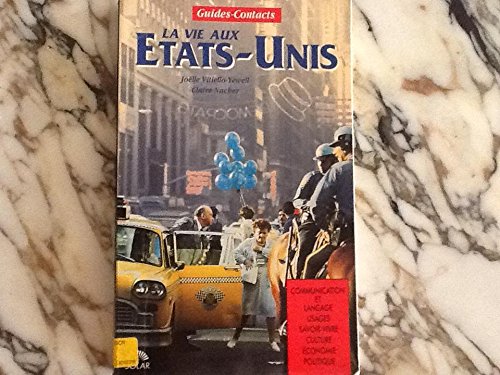 Guides-Contacts
LA VIE AUX
ETATS-UNIS
Joëlle Vitiello-Yewell
Claire Nacher
COMMUNICATION
ET
LANGAGE
USAGES
SAVOIR-VIVRE
CULTURE
ECONOMIE
POLITIQUE
SOLAR